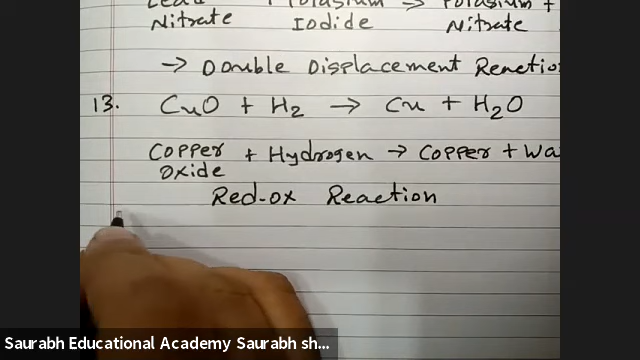 Nitrate Iodide Nitrate
→ Double Displacement Reactio
13. CuO + H2 → Cu + H2O
Copper + Hydrogen → Copper + Wa
Oxide
Red-ox Reaction
Saurabh Educational Academy Saurabh sh...